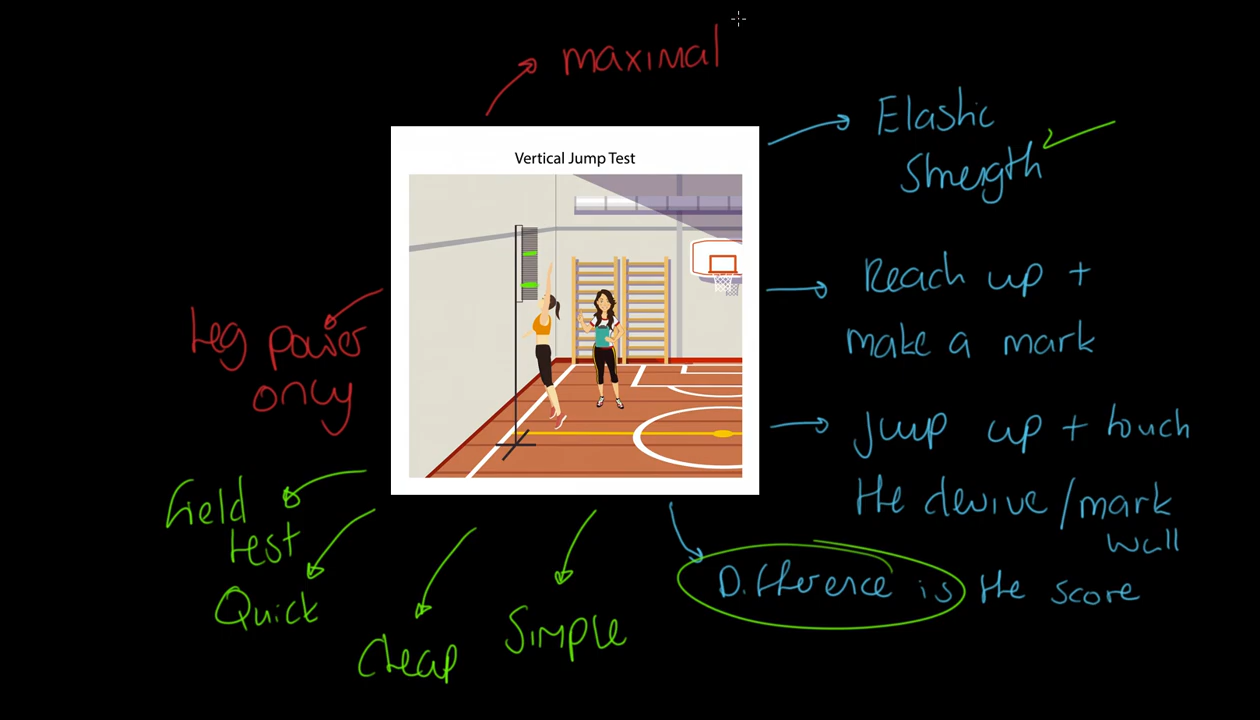 maximal
Vertical Jump Test
Elastic
Strength
Reach up +
make a mark
Jump up + touch
the device/mark
wall
Difference is the score
Leg power
only
Field
test
Quick
Cheap
Simple